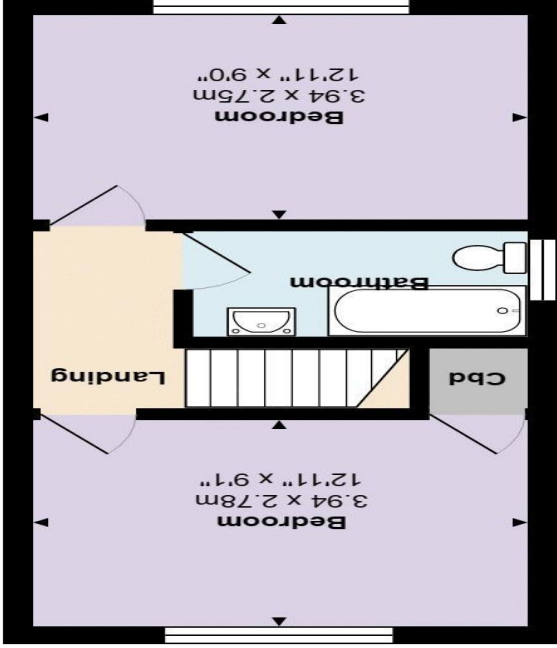 Bedroom
3.94 x 2.78m
12'11" x 9'1"
Cbd
Landing
Bathroom
Bedroom
3.94 x 2.75m
12'11" x 9'0"